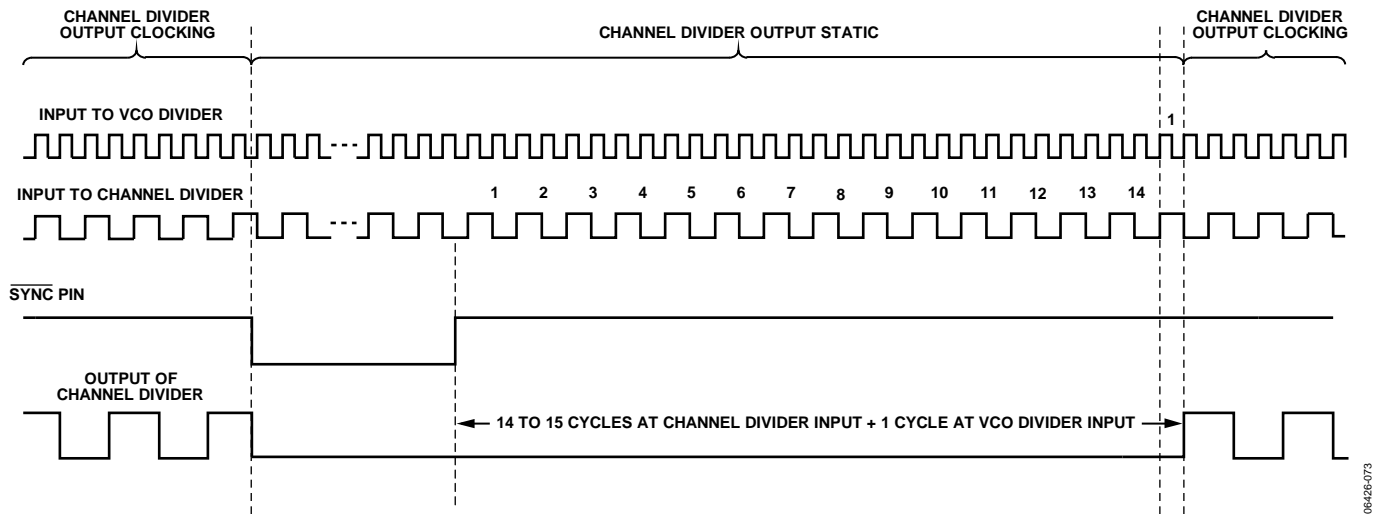 CHANNEL DIVIDER
OUTPUT CLOCKING
CHANNEL DIVIDER OUTPUT STATIC
CHANNEL DIVIDER
OUTPUT CLOCKING
INPUT TO VCO DIVIDER
1
INPUT TO CHANNEL DIVIDER
1 2 3 4 5 6 7 8 9 10 11 12 13 14
SYNC PIN
OUTPUT OF
CHANNEL DIVIDER
14 TO 15 CYCLES AT CHANNEL DIVIDER INPUT + 1 CYCLE AT VCO DIVIDER INPUT
06426-073